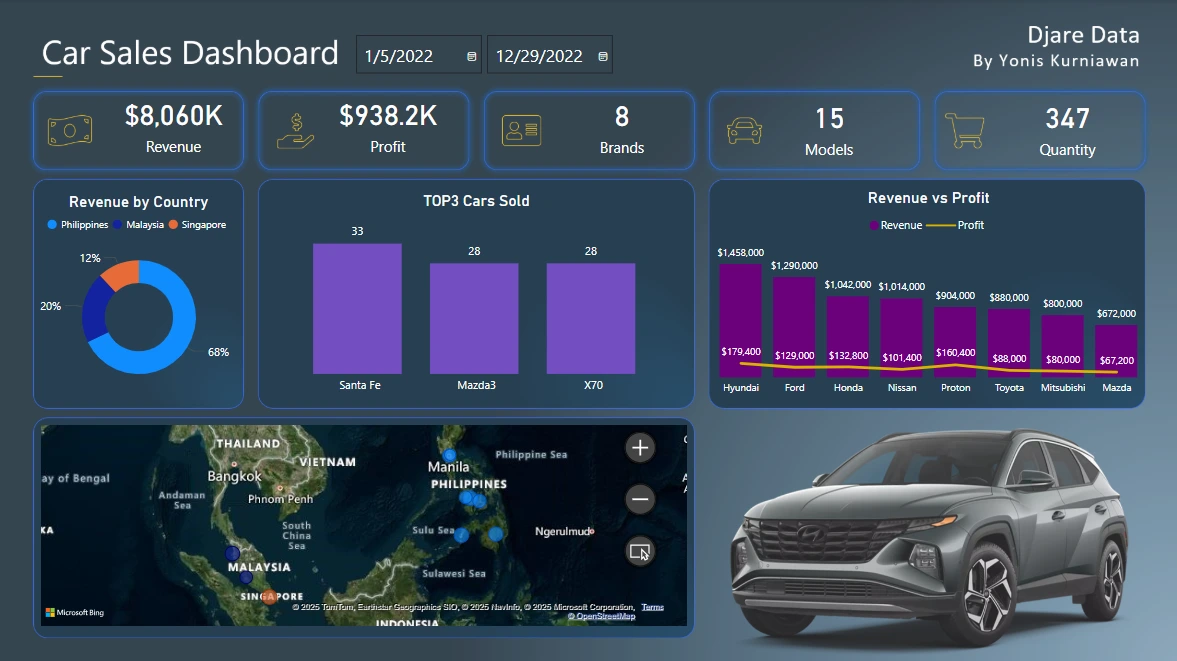 Car Sales Dashboard
1/5/2022
12/29/2022
Djare Data
By Yonis Kurniawan
$8,060K
Revenue
$938.2K
Profit
8
Brands
15
Models
347
Quantity
Revenue by Country
Philippines Malaysia Singapore
12%
20%
68%
TOP3 Cars Sold
33
28
28
Santa Fe
Mazda3
X70
Revenue vs Profit
Revenue Profit
$1,458,000
$1,290,000
$1,042,000
$1,014,000
$904,000
$880,000
$800,000
$672,000
$179,400
$129,000
$132,800
$101,400
$160,400
$88,000
$80,000
$67,200
Hyundai
Ford
Honda
Nissan
Proton
Toyota
Mitsubishi
Mazda
THAILAND
VIETNAM
Bangkok
ay of Bengal
Andaman
Sea
Phnom Penh
Manila
PHILIPPINES
Philippine Sea
KA
South
China
Sea
Sulu Sea
Ngerulmud
MALAYSIA
Sulawesi Sea
SINGAPORE
INDONESIA
Microsoft Bing
© 2025 TomTom, Earthstar Geographics SIO, © 2025 NavInfo, © 2025 Microsoft Corporation, Terms
© OpenStreetMap